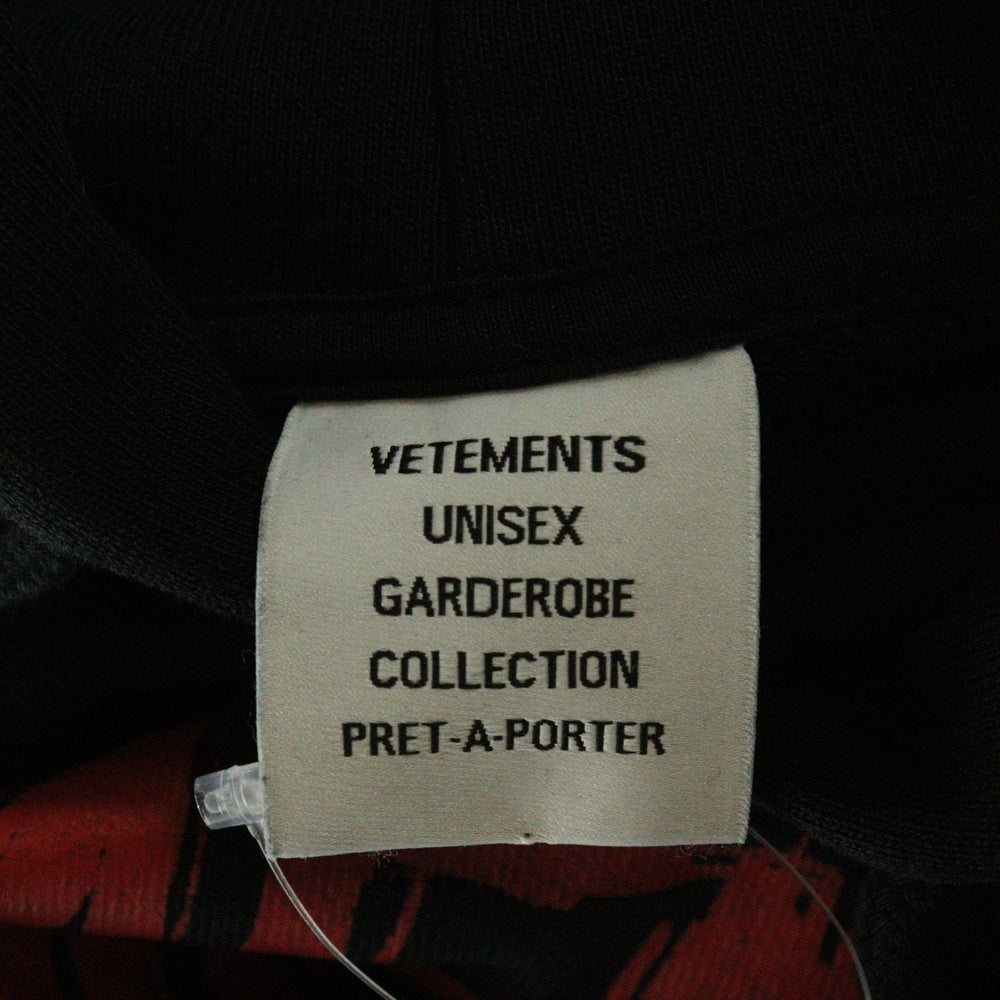 VETEMENTS
UNISEX
GARDEROBE
COLLECTION
PRET-A-PORTER